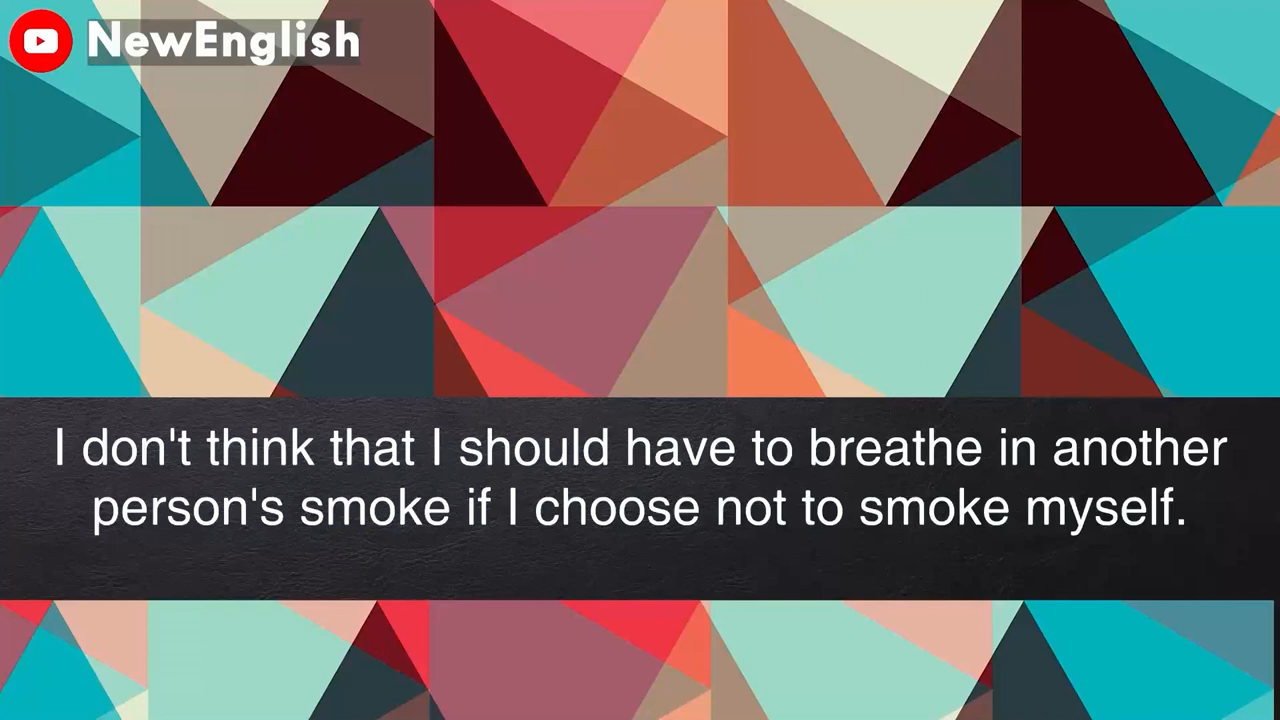 NewEnglish
I don't think that I should have to breathe in another
person's smoke if I choose not to smoke myself.